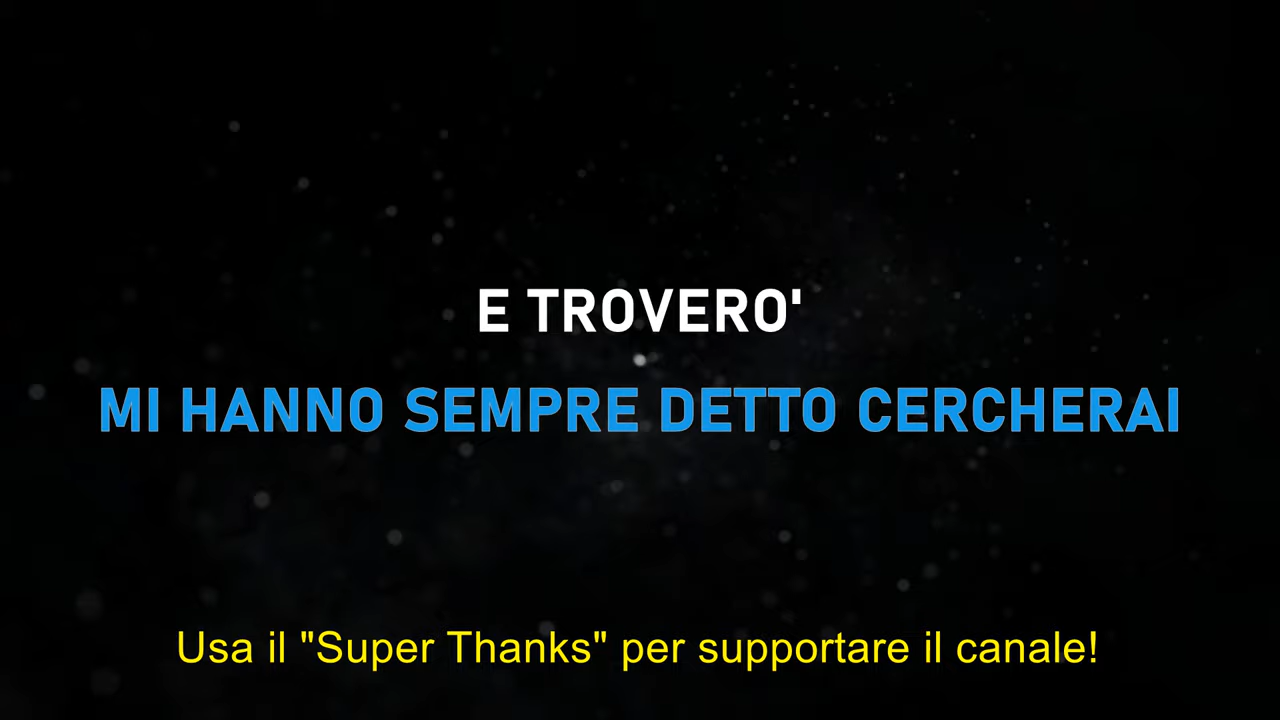 E TROVERO'
MI HANNO SEMPRE DETTO CERCHERAI
Usa il "Super Thanks" per supportare il canale!